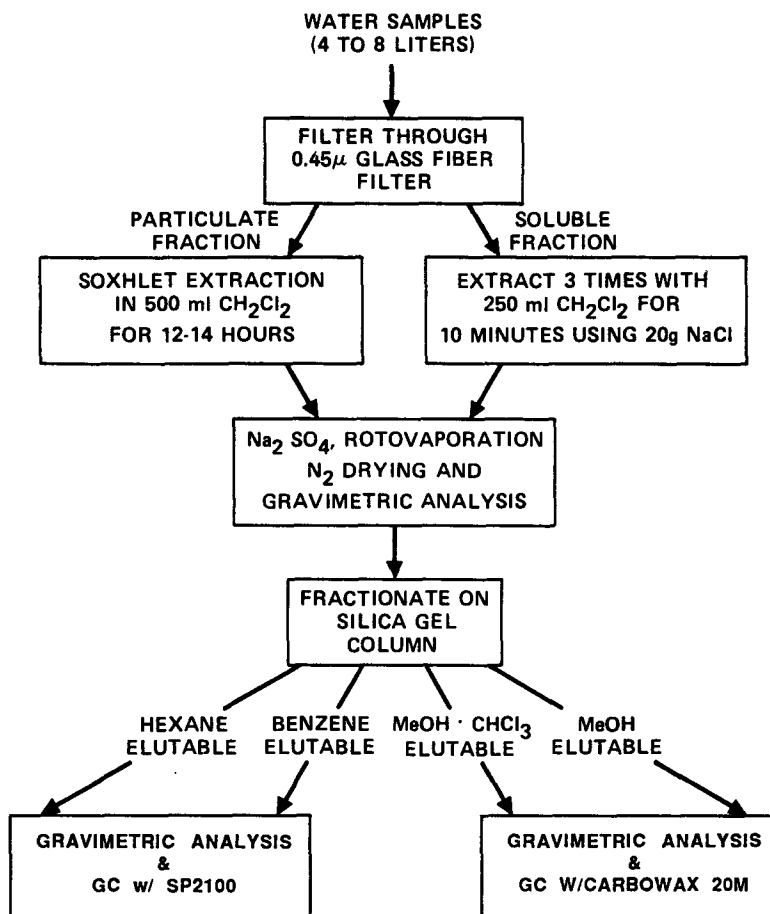 WATER SAMPLES
(4 TO 8 LITERS)
FILTER THROUGH
0.45μ GLASS FIBER
FILTER
PARTICULATE
FRACTION
SOLUBLE
FRACTION
SOXHLET EXTRACTION
IN 500 ml CH₂Cl₂
FOR 12-14 HOURS
EXTRACT 3 TIMES WITH
250 ml CH₂Cl₂ FOR
10 MINUTES USING 20g NaCl
Na₂ SO₄, ROTOVAPORATION
N₂ DRYING AND
GRAVIMETRIC ANALYSIS
FRACTIONATE ON
SILICA GEL
COLUMN
HEXANE
ELUTABLE
BENZENE
ELUTABLE
MeOH · CHCl₃
ELUTABLE
MeOH
ELUTABLE
GRAVIMETRIC ANALYSIS
&
GC w/ SP2100
GRAVIMETRIC ANALYSIS
&
GC W/CARBOWAX 20M